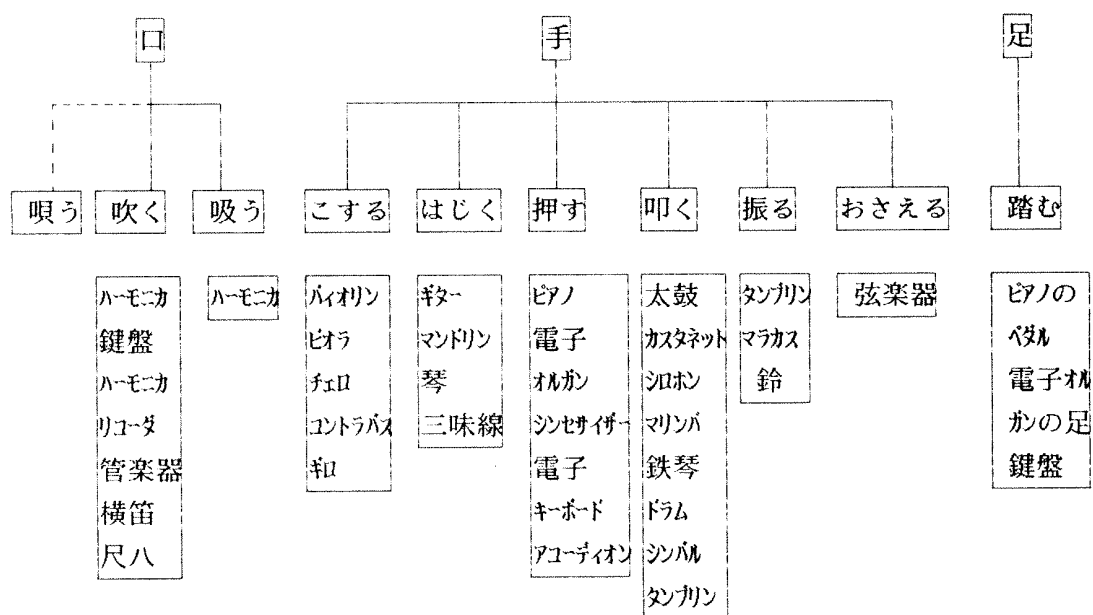 口
手
足
唄う
吹く
吸う
こする
はじく
押す
叩く
振る
おさえる
踏む
ハーモニカ
鍵盤
ハーモニカ
リコーダ
管楽器
横笛
尺八
ハーモニカ
バイオリン
ビオラ
チェロ
コントラバス
ギロ
ギター
マンドリン
琴
三味線
ピアノ
電子
オルガン
シンセサイザー
電子
キーボード
アコーディオン
太鼓
カスタネット
シロホン
マリンバ
鉄琴
ドラム
シンバル
タンブリン
タンブリン
マラカス
鈴
弦楽器
ピアノの
ペダル
電子オル
ガンの足
鍵盤